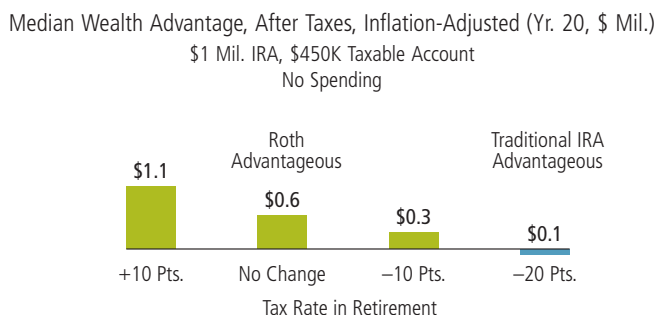 Median Wealth Advantage, After Taxes, Inflation-Adjusted (Yr. 20, $ Mil.)
$1 Mil. IRA, $450K Taxable Account
No Spending
Roth
Advantageous
Traditional IRA
Advantageous
$1.1
$0.6
$0.3
$0.1
+10 Pts.
No Change
−10 Pts.
−20 Pts.
Tax Rate in Retirement